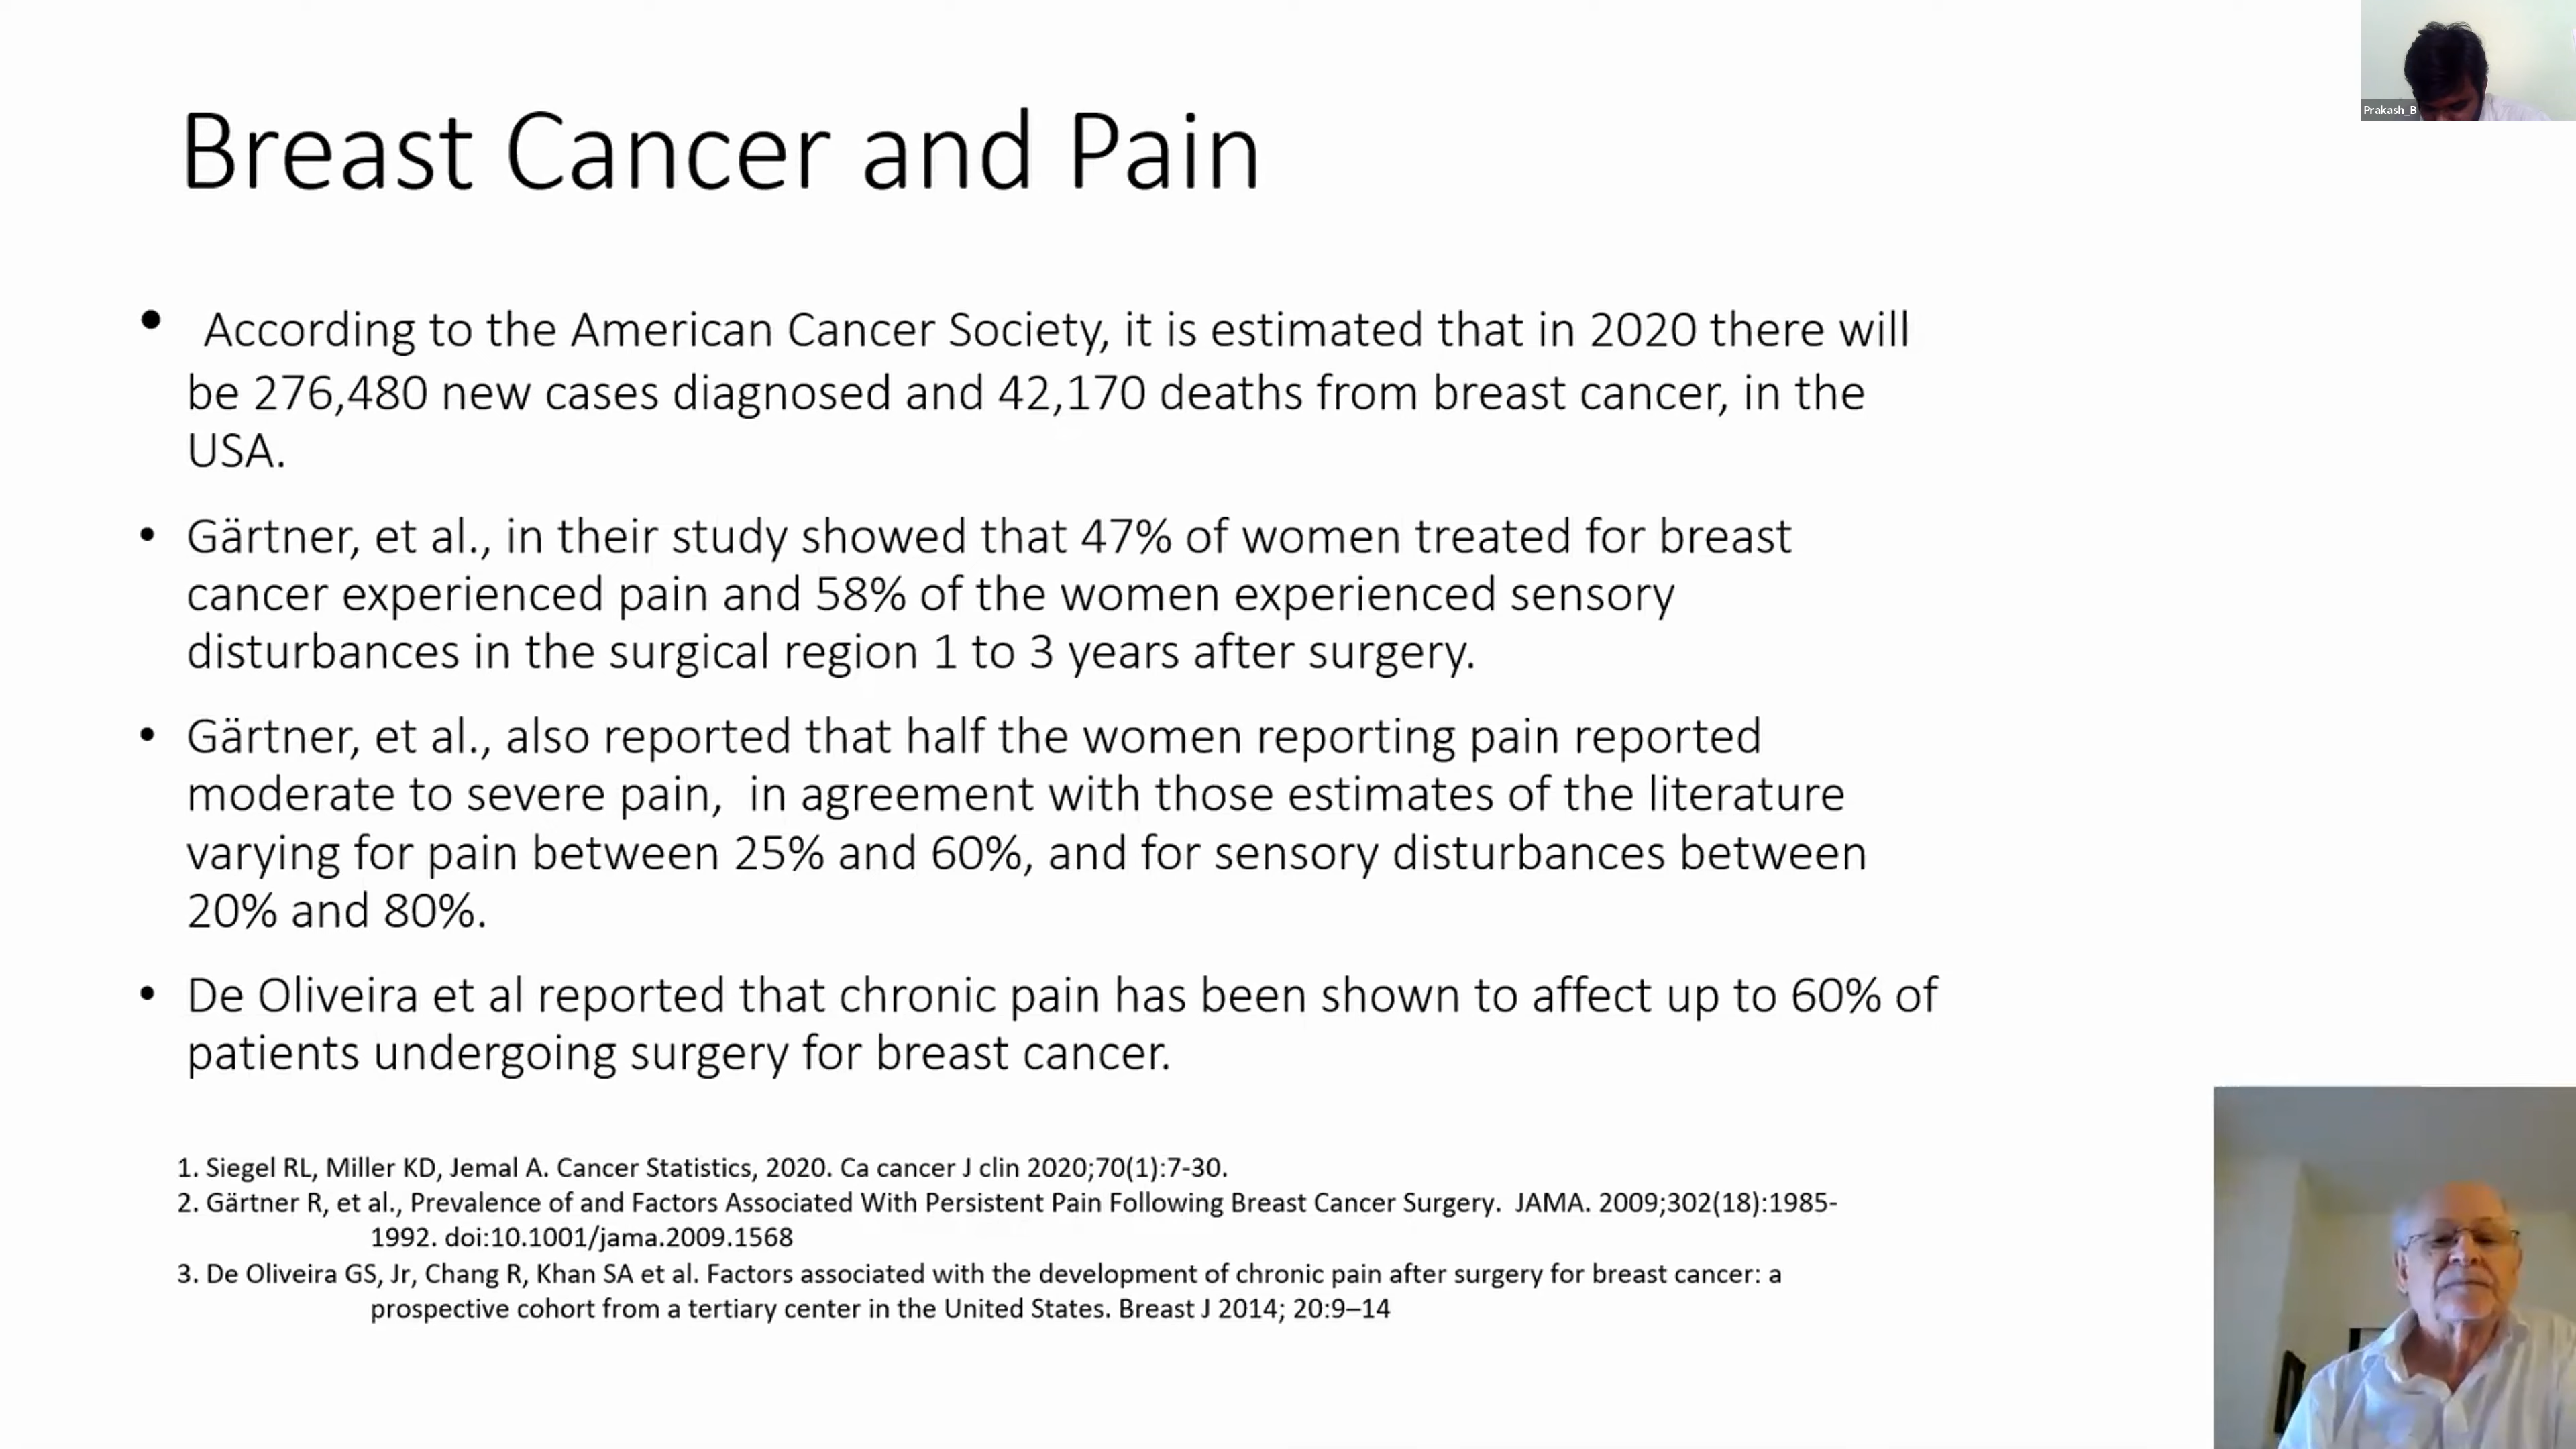 Breast Cancer and Pain
Prakash_B
• According to the American Cancer Society, it is estimated that in 2020 there will
be 276,480 new cases diagnosed and 42,170 deaths from breast cancer, in the
USA.
• Gärtner, et al., in their study showed that 47% of women treated for breast
cancer experienced pain and 58% of the women experienced sensory
disturbances in the surgical region 1 to 3 years after surgery.
• Gärtner, et al., also reported that half the women reporting pain reported
moderate to severe pain,  in agreement with those estimates of the literature
varying for pain between 25% and 60%, and for sensory disturbances between
20% and 80%.
• De Oliveira et al reported that chronic pain has been shown to affect up to 60% of
patients undergoing surgery for breast cancer.
1. Siegel RL, Miller KD, Jemal A. Cancer Statistics, 2020. Ca cancer J clin 2020;70(1):7-30.
2. Gärtner R, et al., Prevalence of and Factors Associated With Persistent Pain Following Breast Cancer Surgery.  JAMA. 2009;302(18):1985-
1992. doi:10.1001/jama.2009.1568
3. De Oliveira GS, Jr, Chang R, Khan SA et al. Factors associated with the development of chronic pain after surgery for breast cancer: a
prospective cohort from a tertiary center in the United States. Breast J 2014; 20:9–14